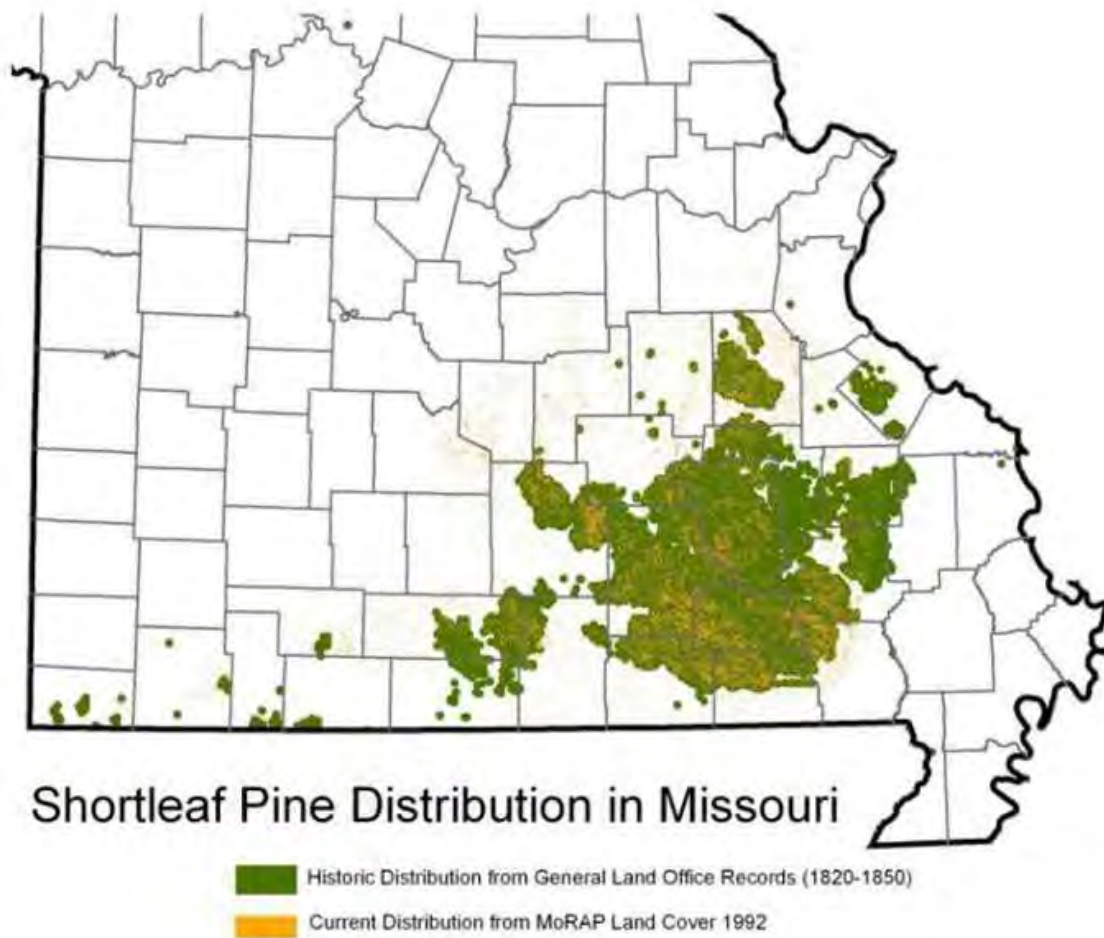 Shortleaf Pine Distribution in Missouri
Historic Distribution from General Land Office Records (1820-1850)
Current Distribution from MoRAP Land Cover 1992